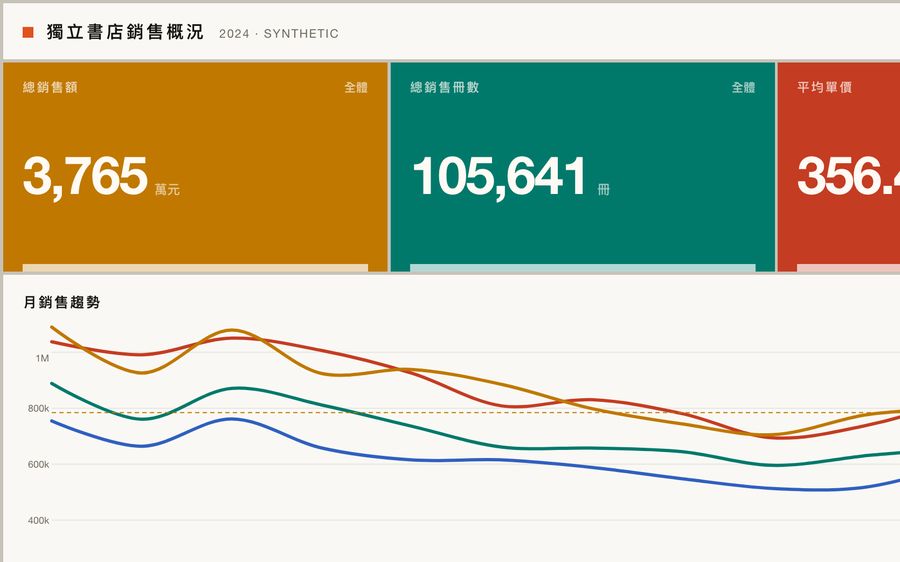 獨立書店銷售概況 2024 · SYNTHETIC
總銷售額 全體
3,765 萬元
總銷售冊數 全體
105,641 冊
平均單價
356.4
月銷售趨勢
1M
800k
600k
400k